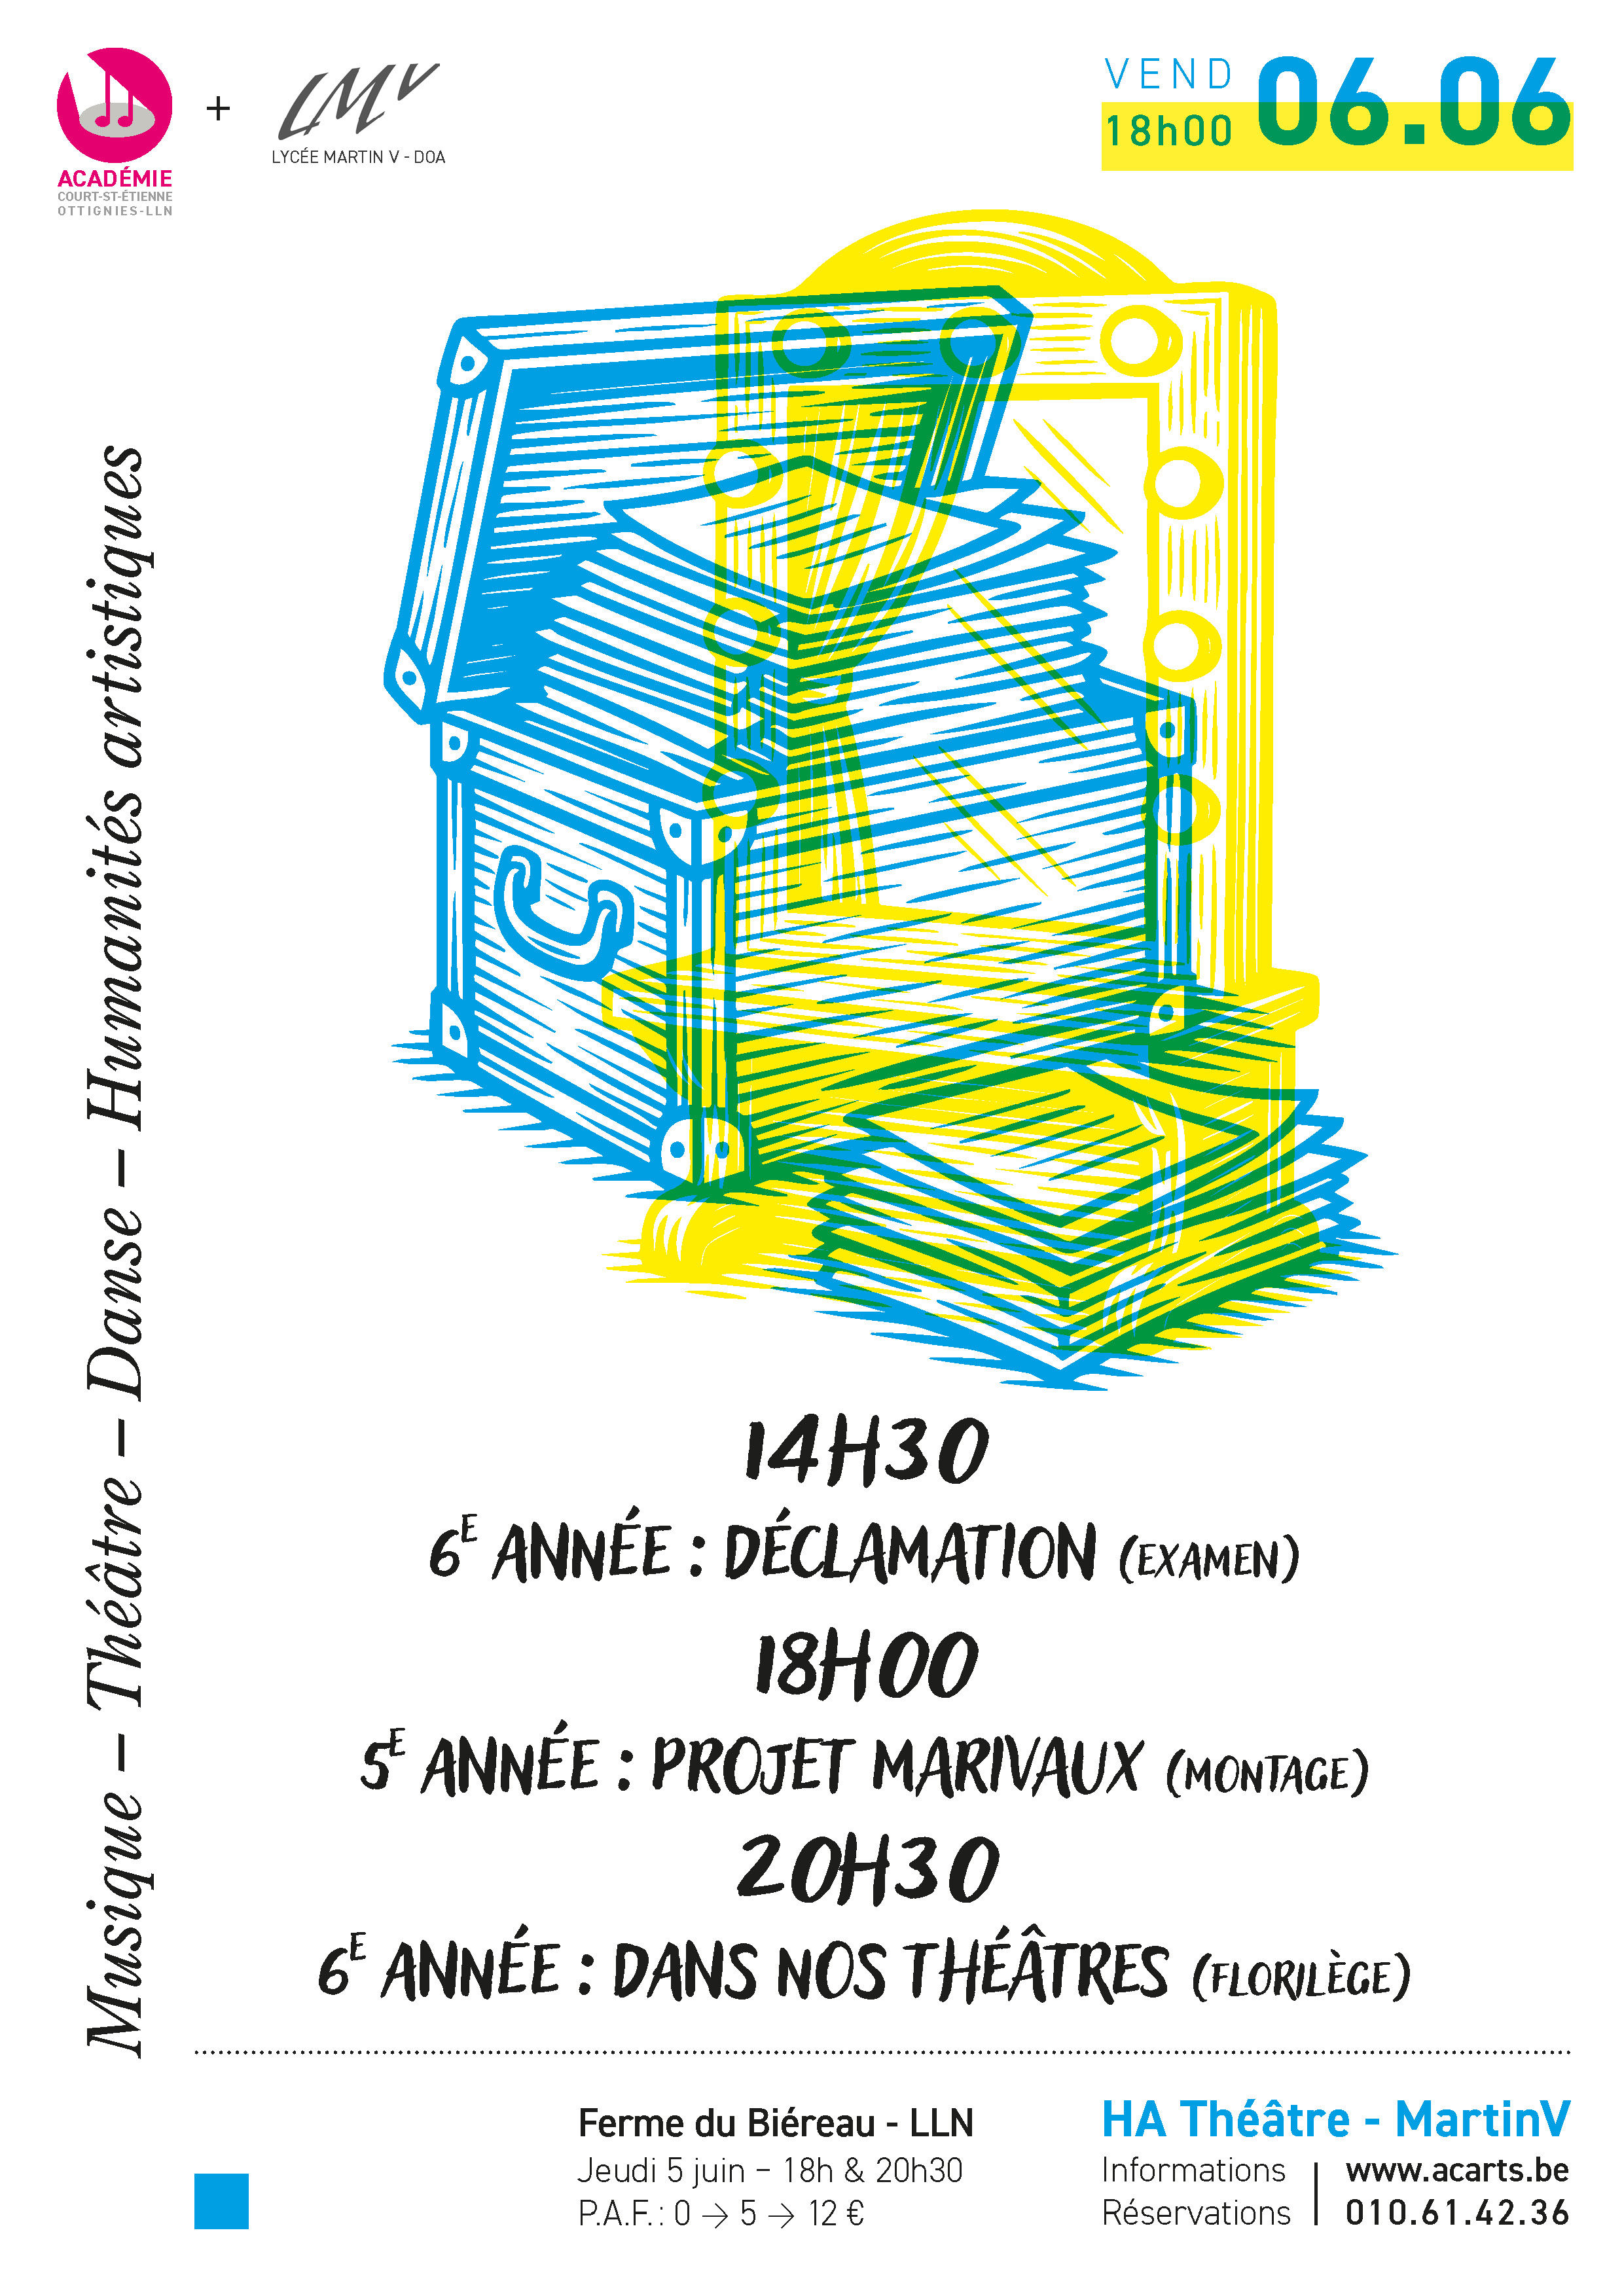 ACADÉMIE
COURT-ST-ÉTIENNE
OTTIGNIES-LLN
+
LMV
LYCÉE MARTIN V - DOA
VEND
18h00
06.06
Musique – Théâtre – Danse – Humanités artistiques
14H30
6E ANNÉE : DÉCLAMATION (EXAMEN)
18H00
5E ANNÉE : PROJET MARIVAUX (MONTAGE)
20H30
6E ANNÉE : DANS NOS THÉÂTRES (FLORILÈGE)
Ferme du Biéreau - LLN
Jeudi 5 juin – 18h & 20h30
P.A.F. : 0 → 5 → 12 €
HA Théâtre - MartinV
Informations | www.acarts.be
Réservations | 010.61.42.36